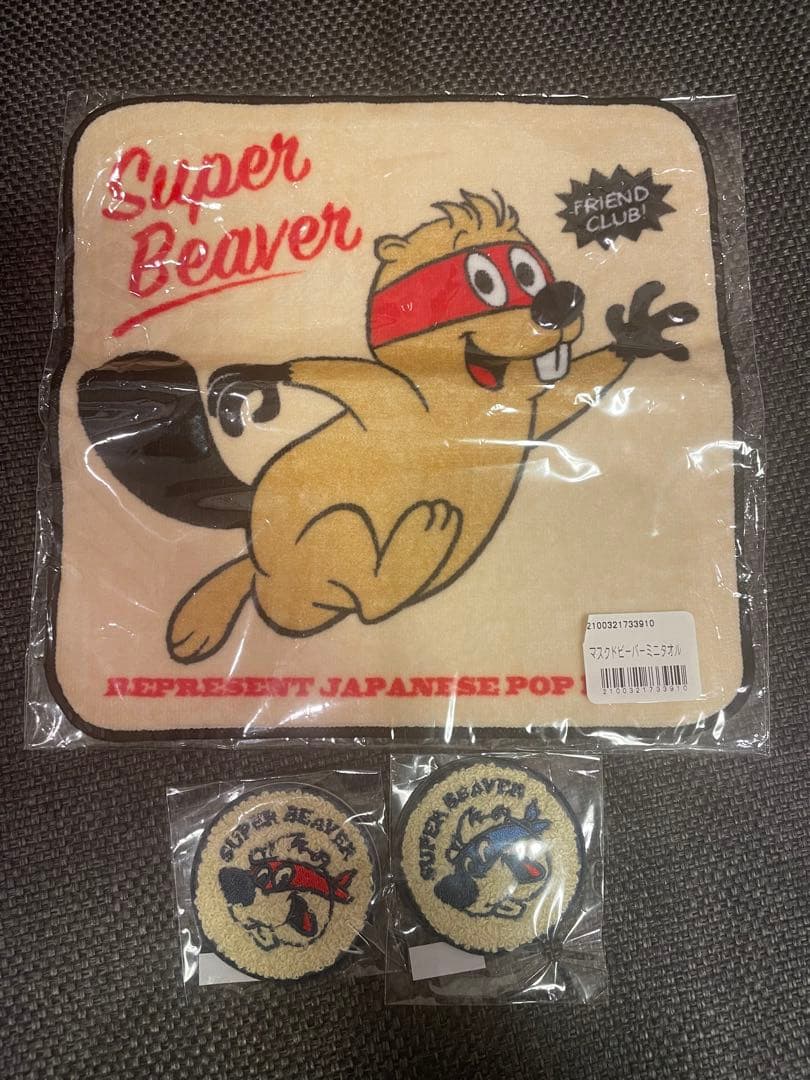 Super
Beaver
FRIEND
CLUB!
2100321733910
マスクドビーバーミニタオル
2100321733910
REPRESENT JAPANESE POP
SUPER BEAVER
SUPER BEAVER